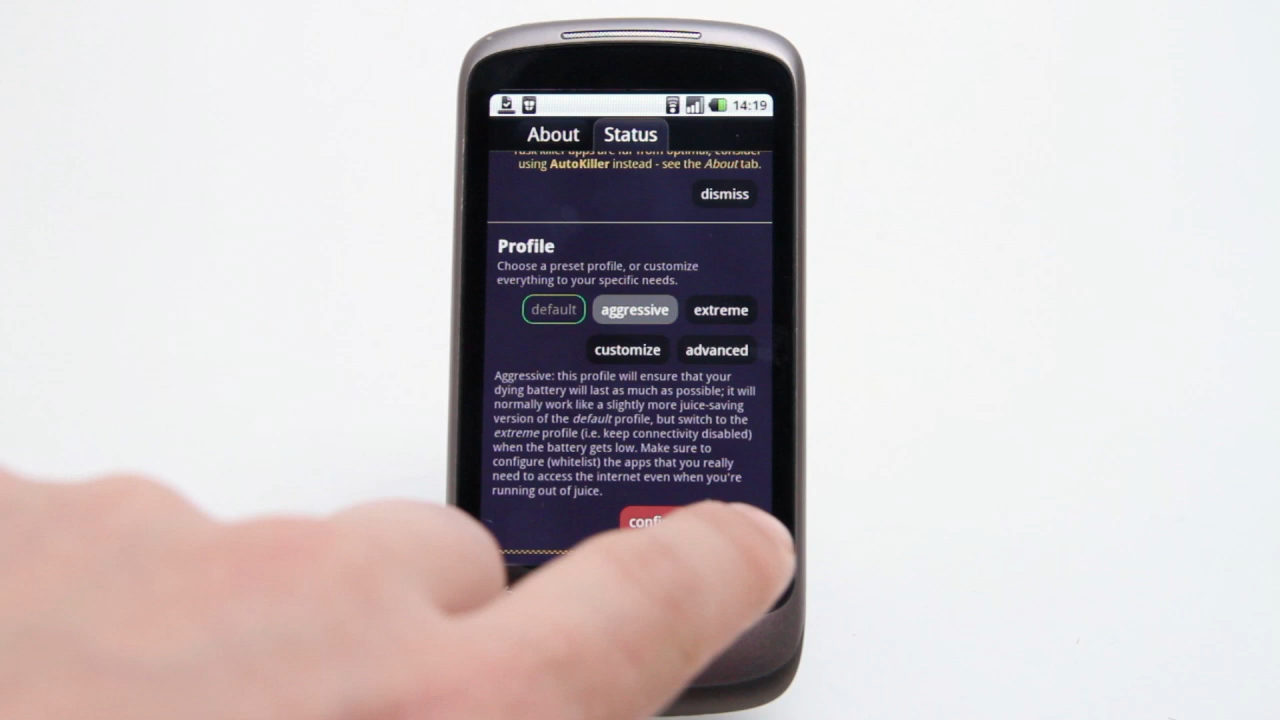 14:19
About Status
Task killer apps are far from optimal, consider
using AutoKiller instead - see the About tab.
dismiss
Profile
Choose a preset profile, or customize
everything to your specific needs.
default aggressive extreme
customize advanced
Aggressive: this profile will ensure that your
dying battery will last as much as possible; it will
normally work like a slightly more juice-saving
version of the default profile, but switch to the
extreme profile (i.e. keep connectivity disabled)
when the battery gets low. Make sure to
configure (whitelist) the apps that you really
need to access the internet even when you're
running out of juice.